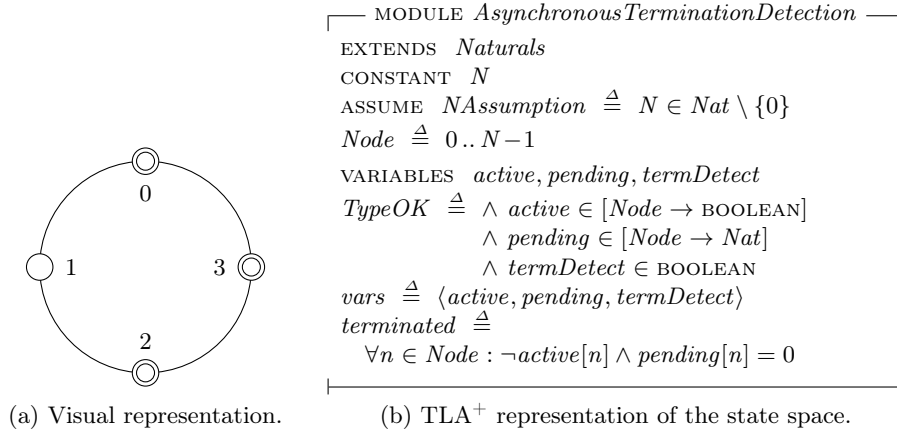 0
1
3
2
(a) Visual representation.
MODULE AsynchronousTerminationDetection
EXTENDS Naturals
CONSTANT N
ASSUME NAssumption ≜ N ∈ Nat \ {0}
Node ≜ 0 .. N−1
VARIABLES active, pending, termDetect
TypeOK ≜ ∧ active ∈ [Node → BOOLEAN]
∧ pending ∈ [Node → Nat]
∧ termDetect ∈ BOOLEAN
vars ≜ ⟨active, pending, termDetect⟩
terminated ≜
∀n ∈ Node : ¬active[n] ∧ pending[n] = 0
(b) TLA⁺ representation of the state space.